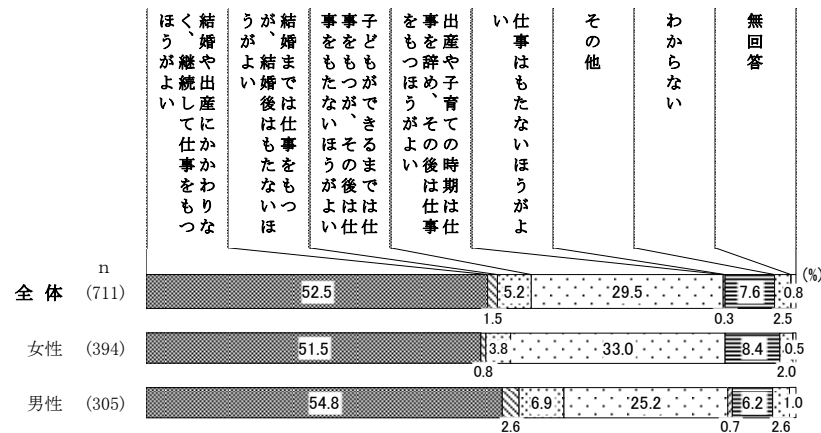 結婚や出産にかかわりな
く、継続して仕事をもつ
ほうがよい
結婚までは仕事をもつ
が、結婚後はもたないほ
うがよい
子どもができるまでは仕
事をもつが、その後は仕
事をもたないほうがよい
出産や子育ての時期は仕
事を辞め、その後は仕事
をもつほうがよい
仕事はもたないほうがよ
い
その他
わからない
無回答
(%)
n
全体 (711) 52.5 5.2 29.5 7.6 0.8
1.5 0.3 2.5
女性 (394) 51.5 3.8 33.0 8.4 0.5
0.8 2.0
男性 (305) 54.8 6.9 25.2 6.2 1.0
2.6 0.7 2.6